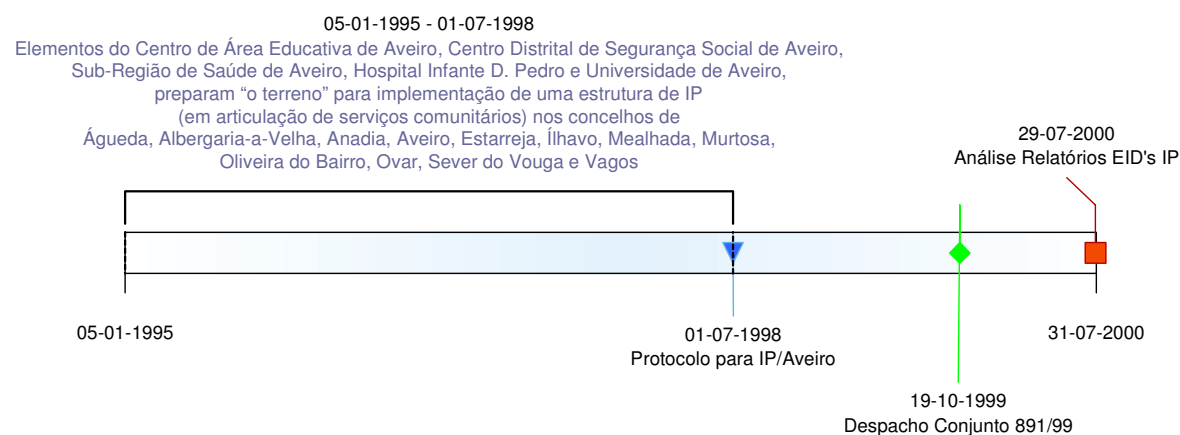 05-01-1995 - 01-07-1998
Elementos do Centro de Área Educativa de Aveiro, Centro Distrital de Segurança Social de Aveiro,
Sub-Região de Saúde de Aveiro, Hospital Infante D. Pedro e Universidade de Aveiro,
preparam “o terreno” para implementação de uma estrutura de IP
(em articulação de serviços comunitários) nos concelhos de
Águeda, Albergaria-a-Velha, Anadia, Aveiro, Estarreja, Ílhavo, Mealhada, Murtosa,
Oliveira do Bairro, Ovar, Sever do Vouga e Vagos
29-07-2000
Análise Relatórios EID's IP
05-01-1995
01-07-1998
Protocolo para IP/Aveiro
31-07-2000
19-10-1999
Despacho Conjunto 891/99